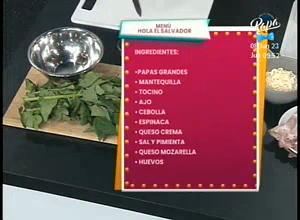 MENÚ
HOLA EL SALVADOR
INGREDIENTES:
•PAPAS GRANDES
• MANTEQUILLA
• TOCINO
• AJO
• CEBOLLA
• ESPINACA
• QUESO CREMA
• SAL Y PIMIENTA
• QUESO MOZARELLA
• HUEVOS
Papa